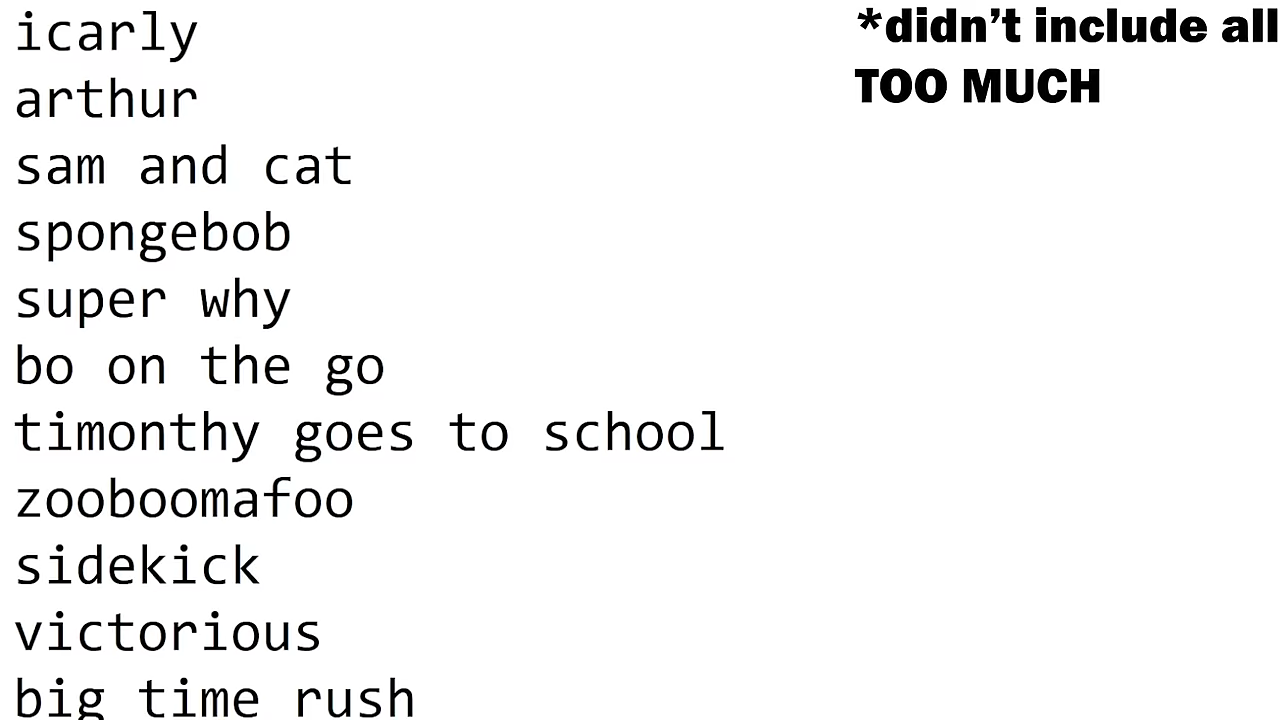 icarly
arthur
sam and cat
spongebob
super why
bo on the go
timonthy goes to school
zooboomafoo
sidekick
victorious
big time rush
*didn’t include all
TOO MUCH